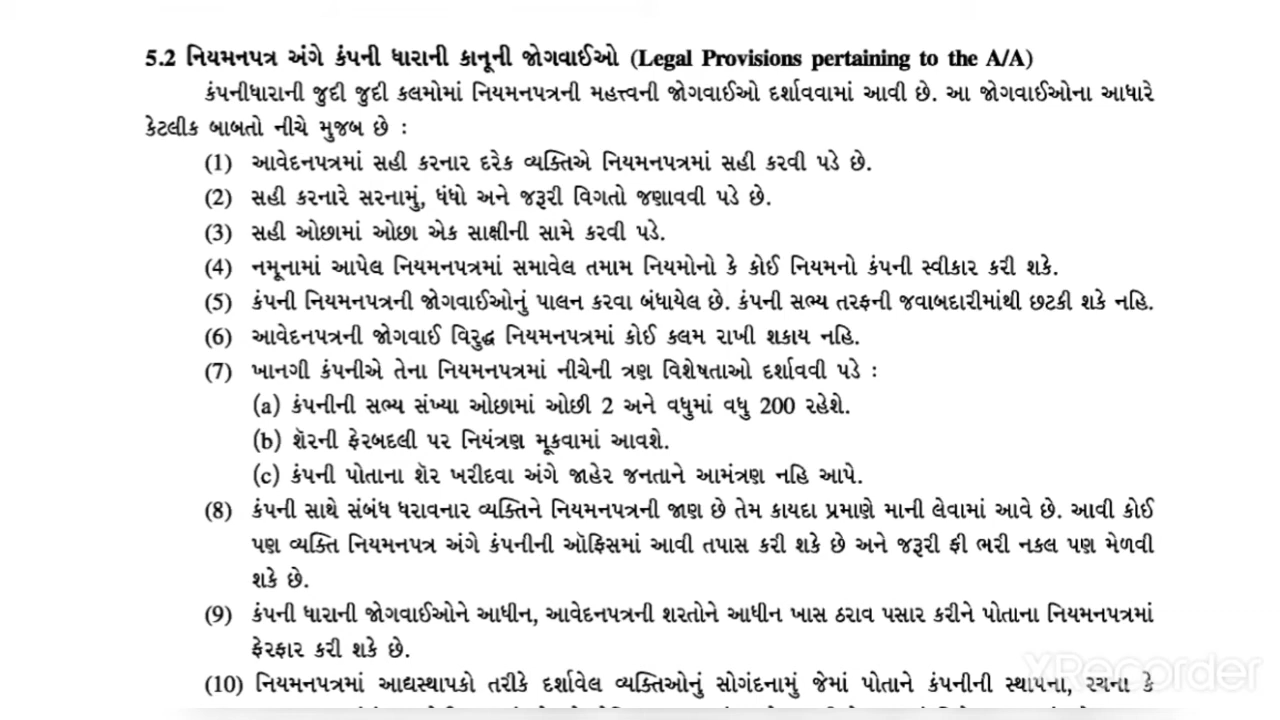 5.2 નિયમનપત્ર અંગે કંપની ધારાની કાનૂની જોગવાઈઓ (Legal Provisions pertaining to the A/A)
કંપનીધારાની જુદી જુદી કલમોમાં નિયમનપત્રની મહત્ત્વની જોગવાઈઓ દર્શાવવામાં આવી છે. આ જોગવાઈઓના આધારે
કેટલીક બાબતો નીચે મુજબ છે :
(1) આવેદનપત્રમાં સહી કરનાર દરેક વ્યક્તિએ નિયમનપત્રમાં સહી કરવી પડે છે.
(2) સહી કરનારે સરનામું, ધંધો અને જરૂરી વિગતો જણાવવી પડે છે.
(3) સહી ઓછામાં ઓછા એક સાક્ષીની સામે કરવી પડે.
(4) નમૂનામાં આપેલ નિયમનપત્રમાં સમાવેલ તમામ નિયમોનો કે કોઈ નિયમનો કંપની સ્વીકાર કરી શકે.
(5) કંપની નિયમનપત્રની જોગવાઈઓનું પાલન કરવા બંધાયેલ છે. કંપની સભ્ય તરફની જવાબદારીમાંથી છટકી શકે નહિ.
(6) આવેદનપત્રની જોગવાઈ વિરુદ્ધ નિયમનપત્રમાં કોઈ કલમ રાખી શકાય નહિ.
(7) ખાનગી કંપનીએ તેના નિયમનપત્રમાં નીચેની ત્રણ વિશેષતાઓ દર્શાવવી પડે :
(a) કંપનીની સભ્ય સંખ્યા ઓછામાં ઓછી 2 અને વધુમાં વધુ 200 રહેશે.
(b) શૅરની ફેરબદલી પર નિયંત્રણ મૂકવામાં આવશે.
(c) કંપની પોતાના શૅર ખરીદવા અંગે જાહેર જનતાને આમંત્રણ નહિ આપે.
(8) કંપની સાથે સંબંધ ધરાવનાર વ્યક્તિને નિયમનપત્રની જાણ છે તેમ કાયદા પ્રમાણે માની લેવામાં આવે છે. આવી કોઈ
પણ વ્યક્તિ નિયમનપત્ર અંગે કંપનીની ઑફિસમાં આવી તપાસ કરી શકે છે અને જરૂરી ફી ભરી નકલ પણ મેળવી
શકે છે.
(9) કંપની ધારાની જોગવાઈઓને આધીન, આવેદનપત્રની શરતોને આધીન ખાસ ઠરાવ પસાર કરીને પોતાના નિયમનપત્રમાં
ફેરફાર કરી શકે છે.
(10) નિયમનપત્રમાં આદ્યસ્થાપકો તરીકે દર્શાવેલ વ્યક્તિઓનું સોગંદનામું જેમાં પોતાને કંપનીની સ્થાપના, રચના કે
XRecorder